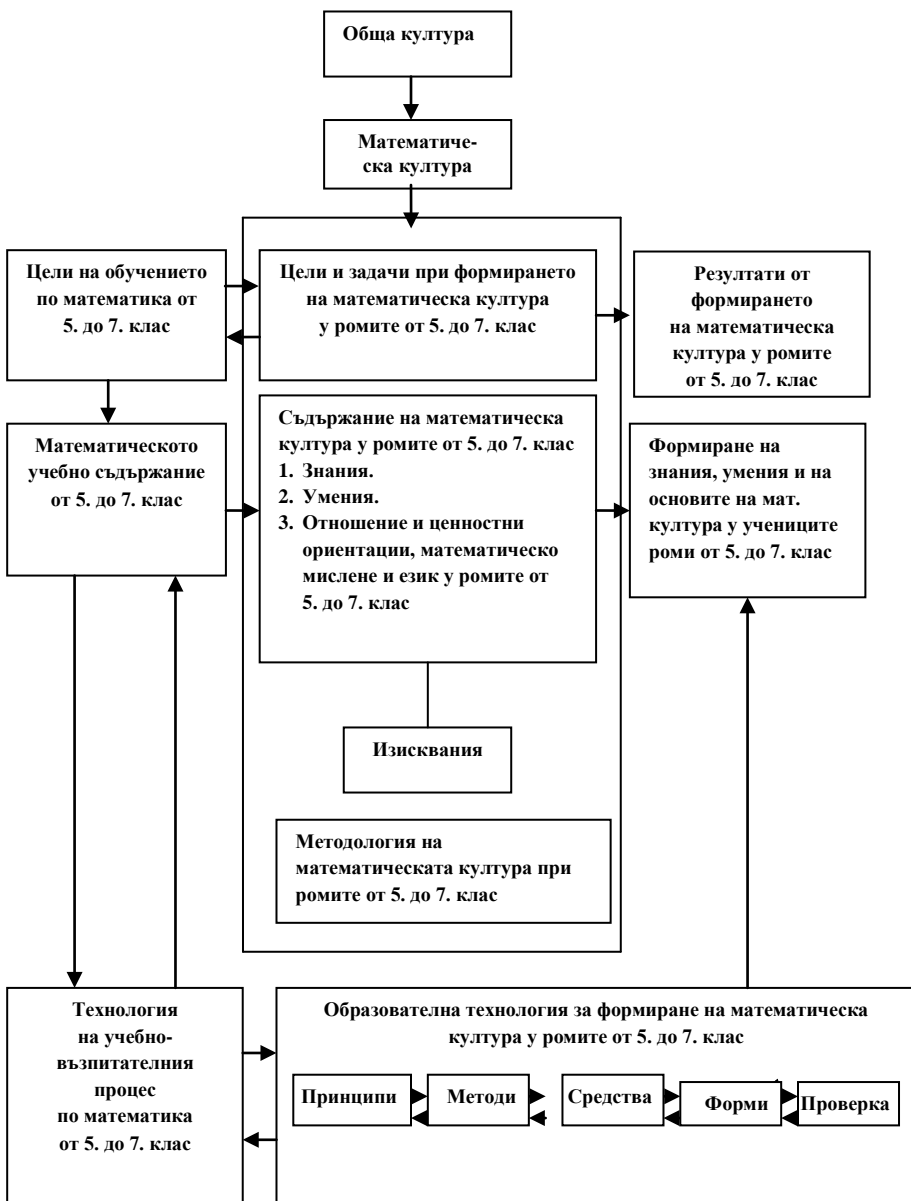 Обща култура
Математиче-
ска култура
Цели на обучението
по математика от
5. до 7. клас
Цели и задачи при формирането
на математическа култура
у ромите от 5. до 7. клас
Резултати от
формирането
на математическа
култура у ромите
от 5. до 7. клас
Математическото
учебно съдържание
от 5. до 7. клас
Съдържание на математическа
култура у ромите от 5. до 7. клас
1. Знания.
2. Умения.
3. Отношение и ценностни
ориентации, математическо
мислене и език у ромите от
5. до 7. клас
Формиране на
знания, умения и на
основите на мат.
култура у учениците
роми от 5. до 7. клас
Изисквания
Методология на
математическата култура при
ромите от 5. до 7. клас
Технология
на учебно-
възпитателния
процес
по математика
от 5. до 7. клас
Образователна технология за формиране на математическа
култура у ромите от 5. до 7. клас
Принципи
Методи
Средства
Форми
Проверка